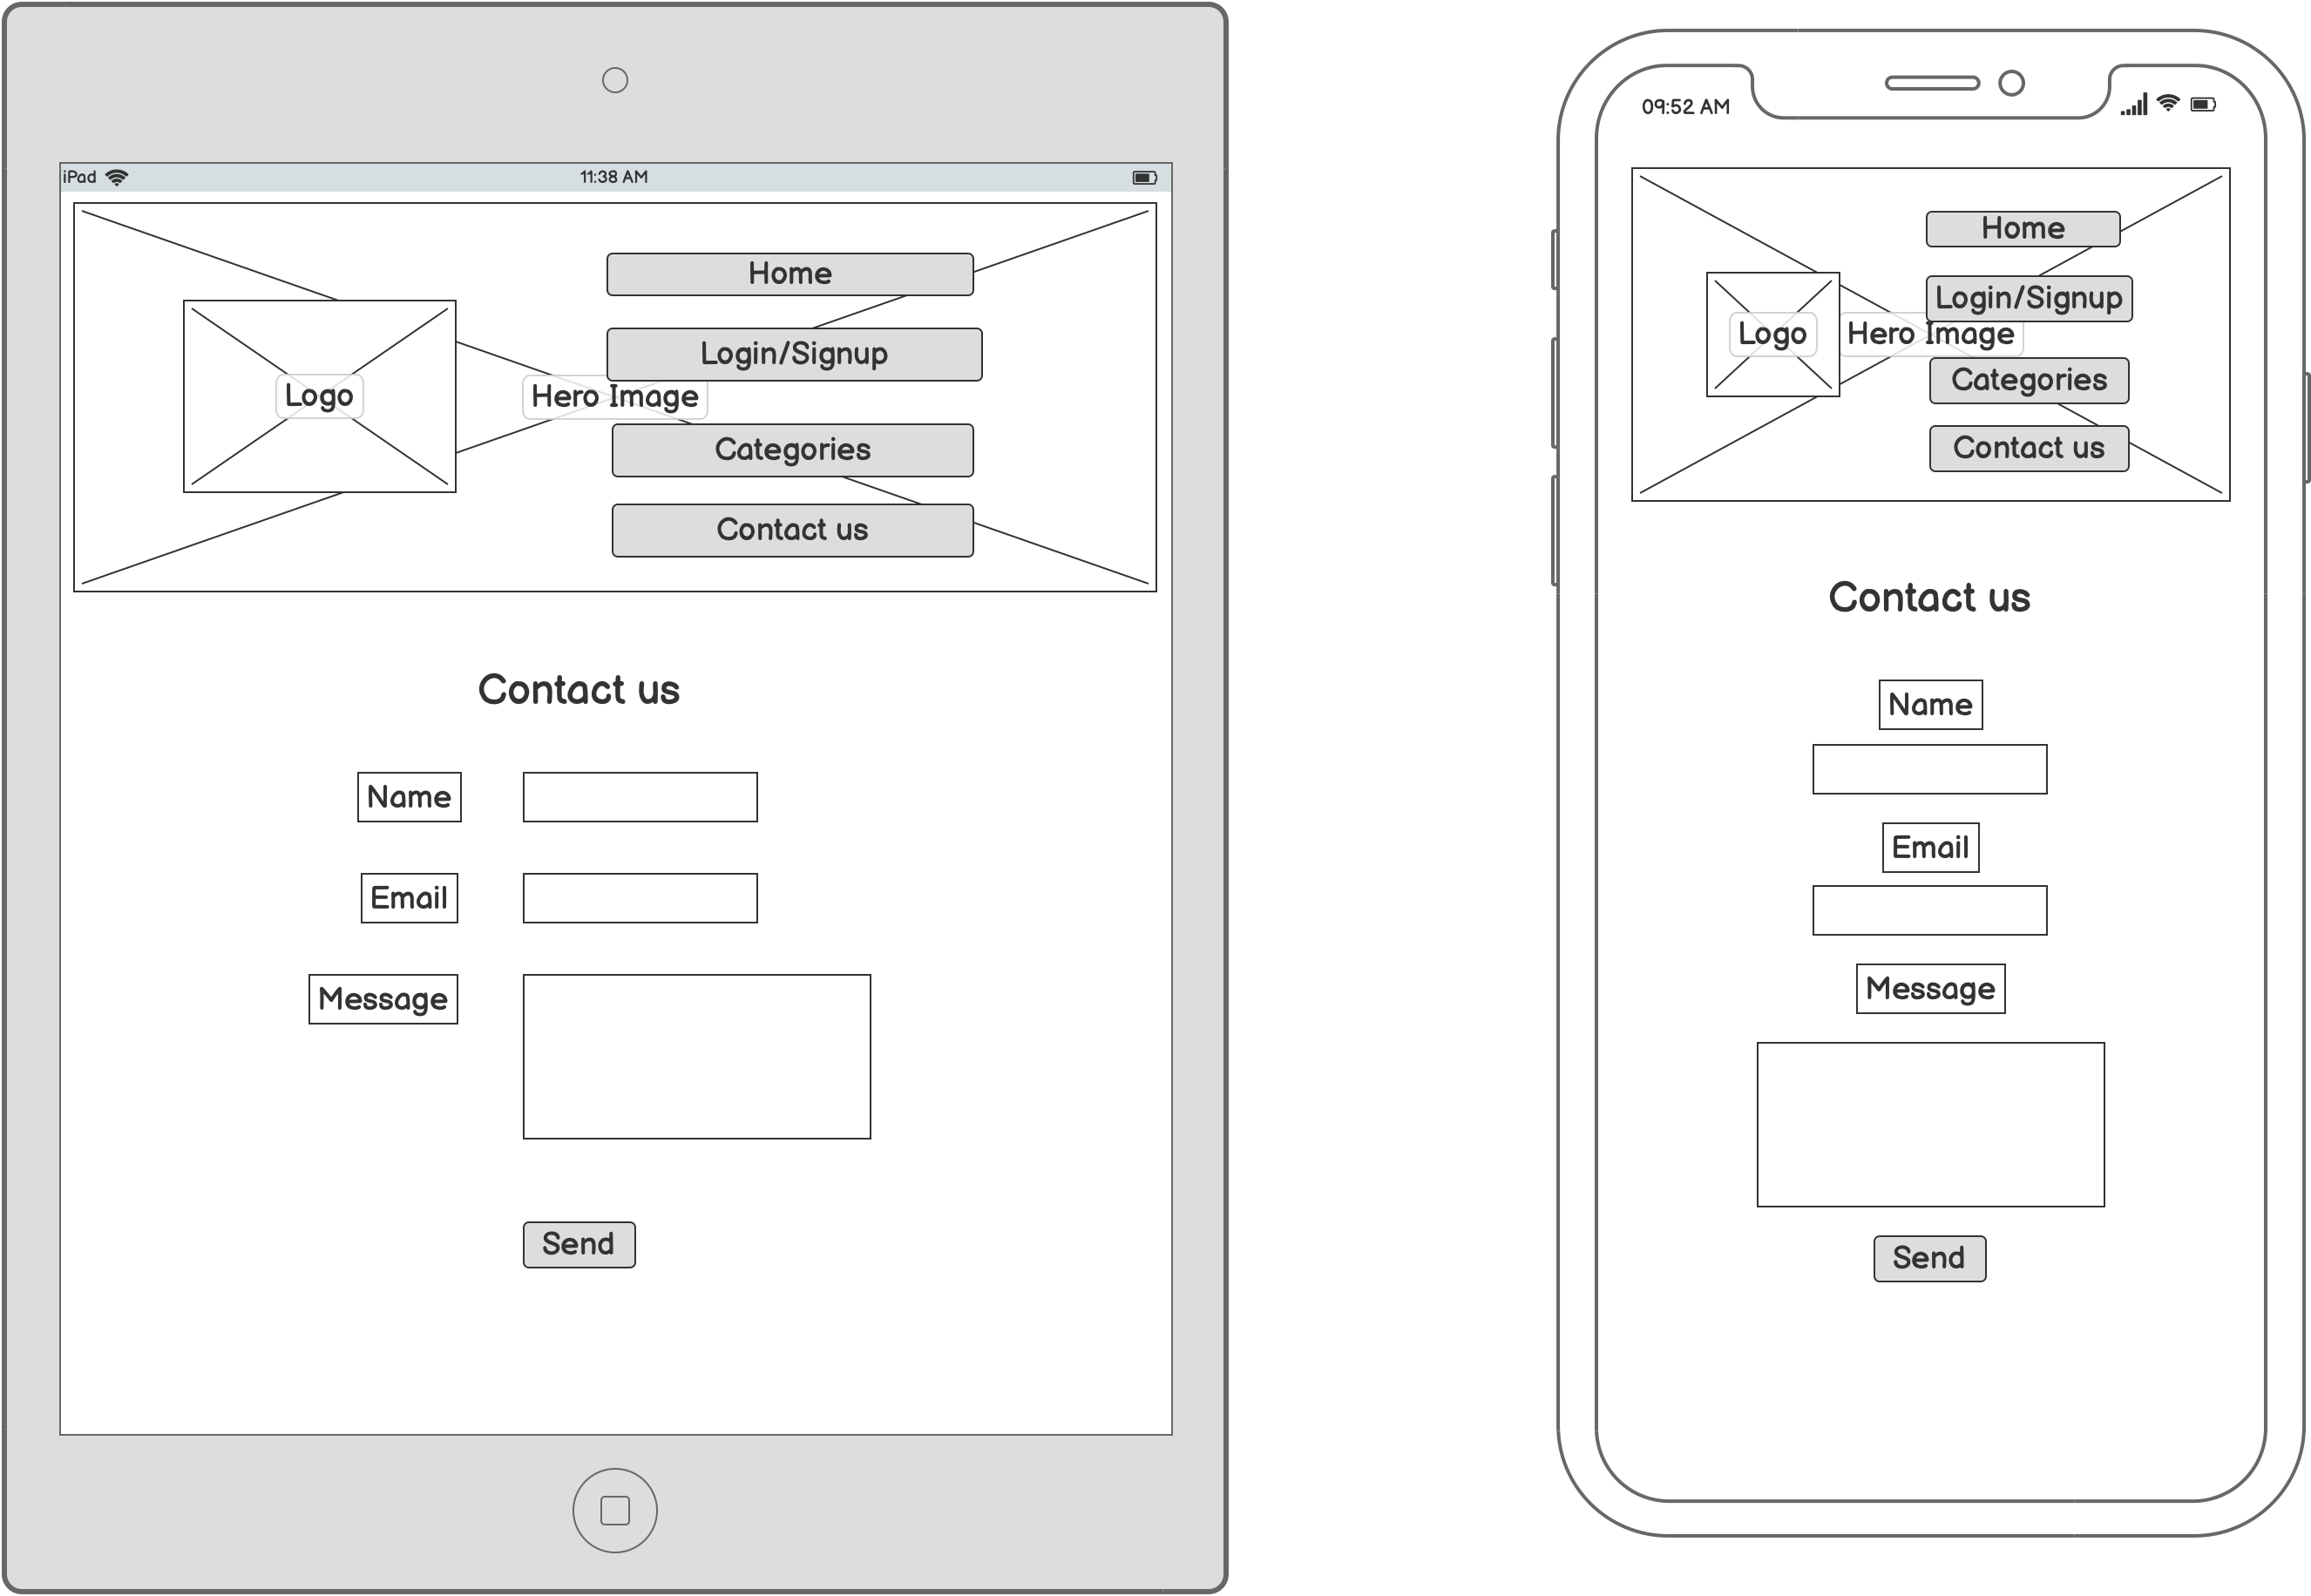 iPad
11:38 AM
Home
Login/Signup
Logo
Hero Image
Categories
Contact us
Contact us
Name
Email
Message
Send
09:52 AM
Home
Login/Signup
Logo
Hero Image
Categories
Contact us
Contact us
Name
Email
Message
Send